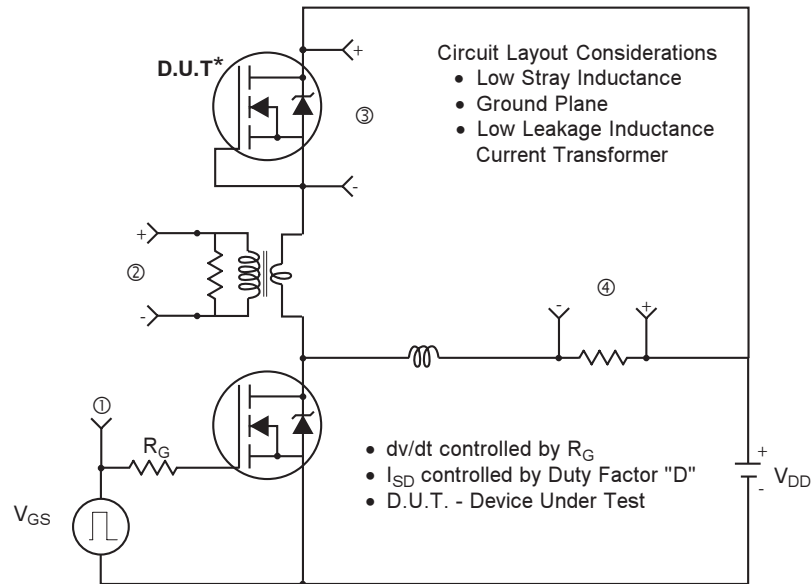 D.U.T*
+
③
-
Circuit Layout Considerations
• Low Stray Inductance
• Ground Plane
• Low Leakage Inductance
Current Transformer
+
②
-
④
-
+
①
RG
VGS
• dv/dt controlled by RG
• ISD controlled by Duty Factor "D"
• D.U.T. - Device Under Test
+
-
VDD